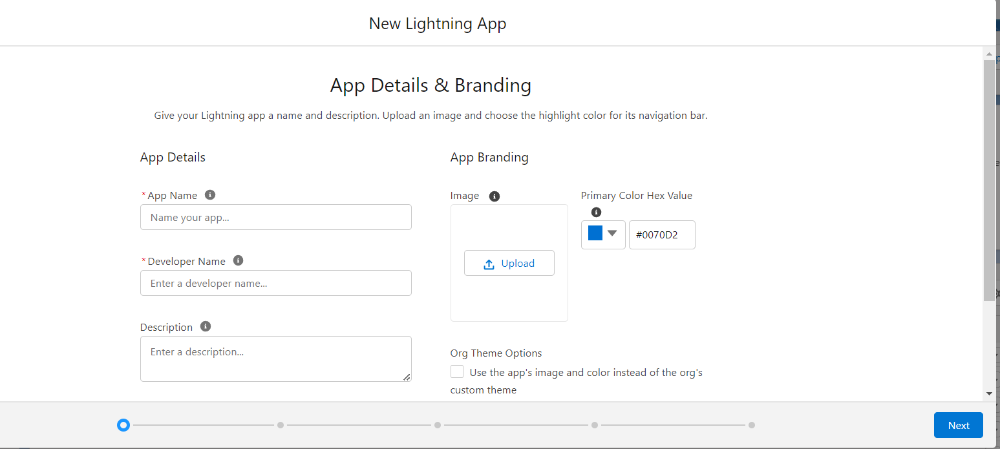 New Lightning App
App Details & Branding
Give your Lightning app a name and description. Upload an image and choose the highlight color for its navigation bar.
App Details
*App Name
Name your app...
*Developer Name
Enter a developer name...
Description
Enter a description...
App Branding
Image
Primary Color Hex Value
#0070D2
Upload
Org Theme Options
Use the app's image and color instead of the org's
custom theme
Next